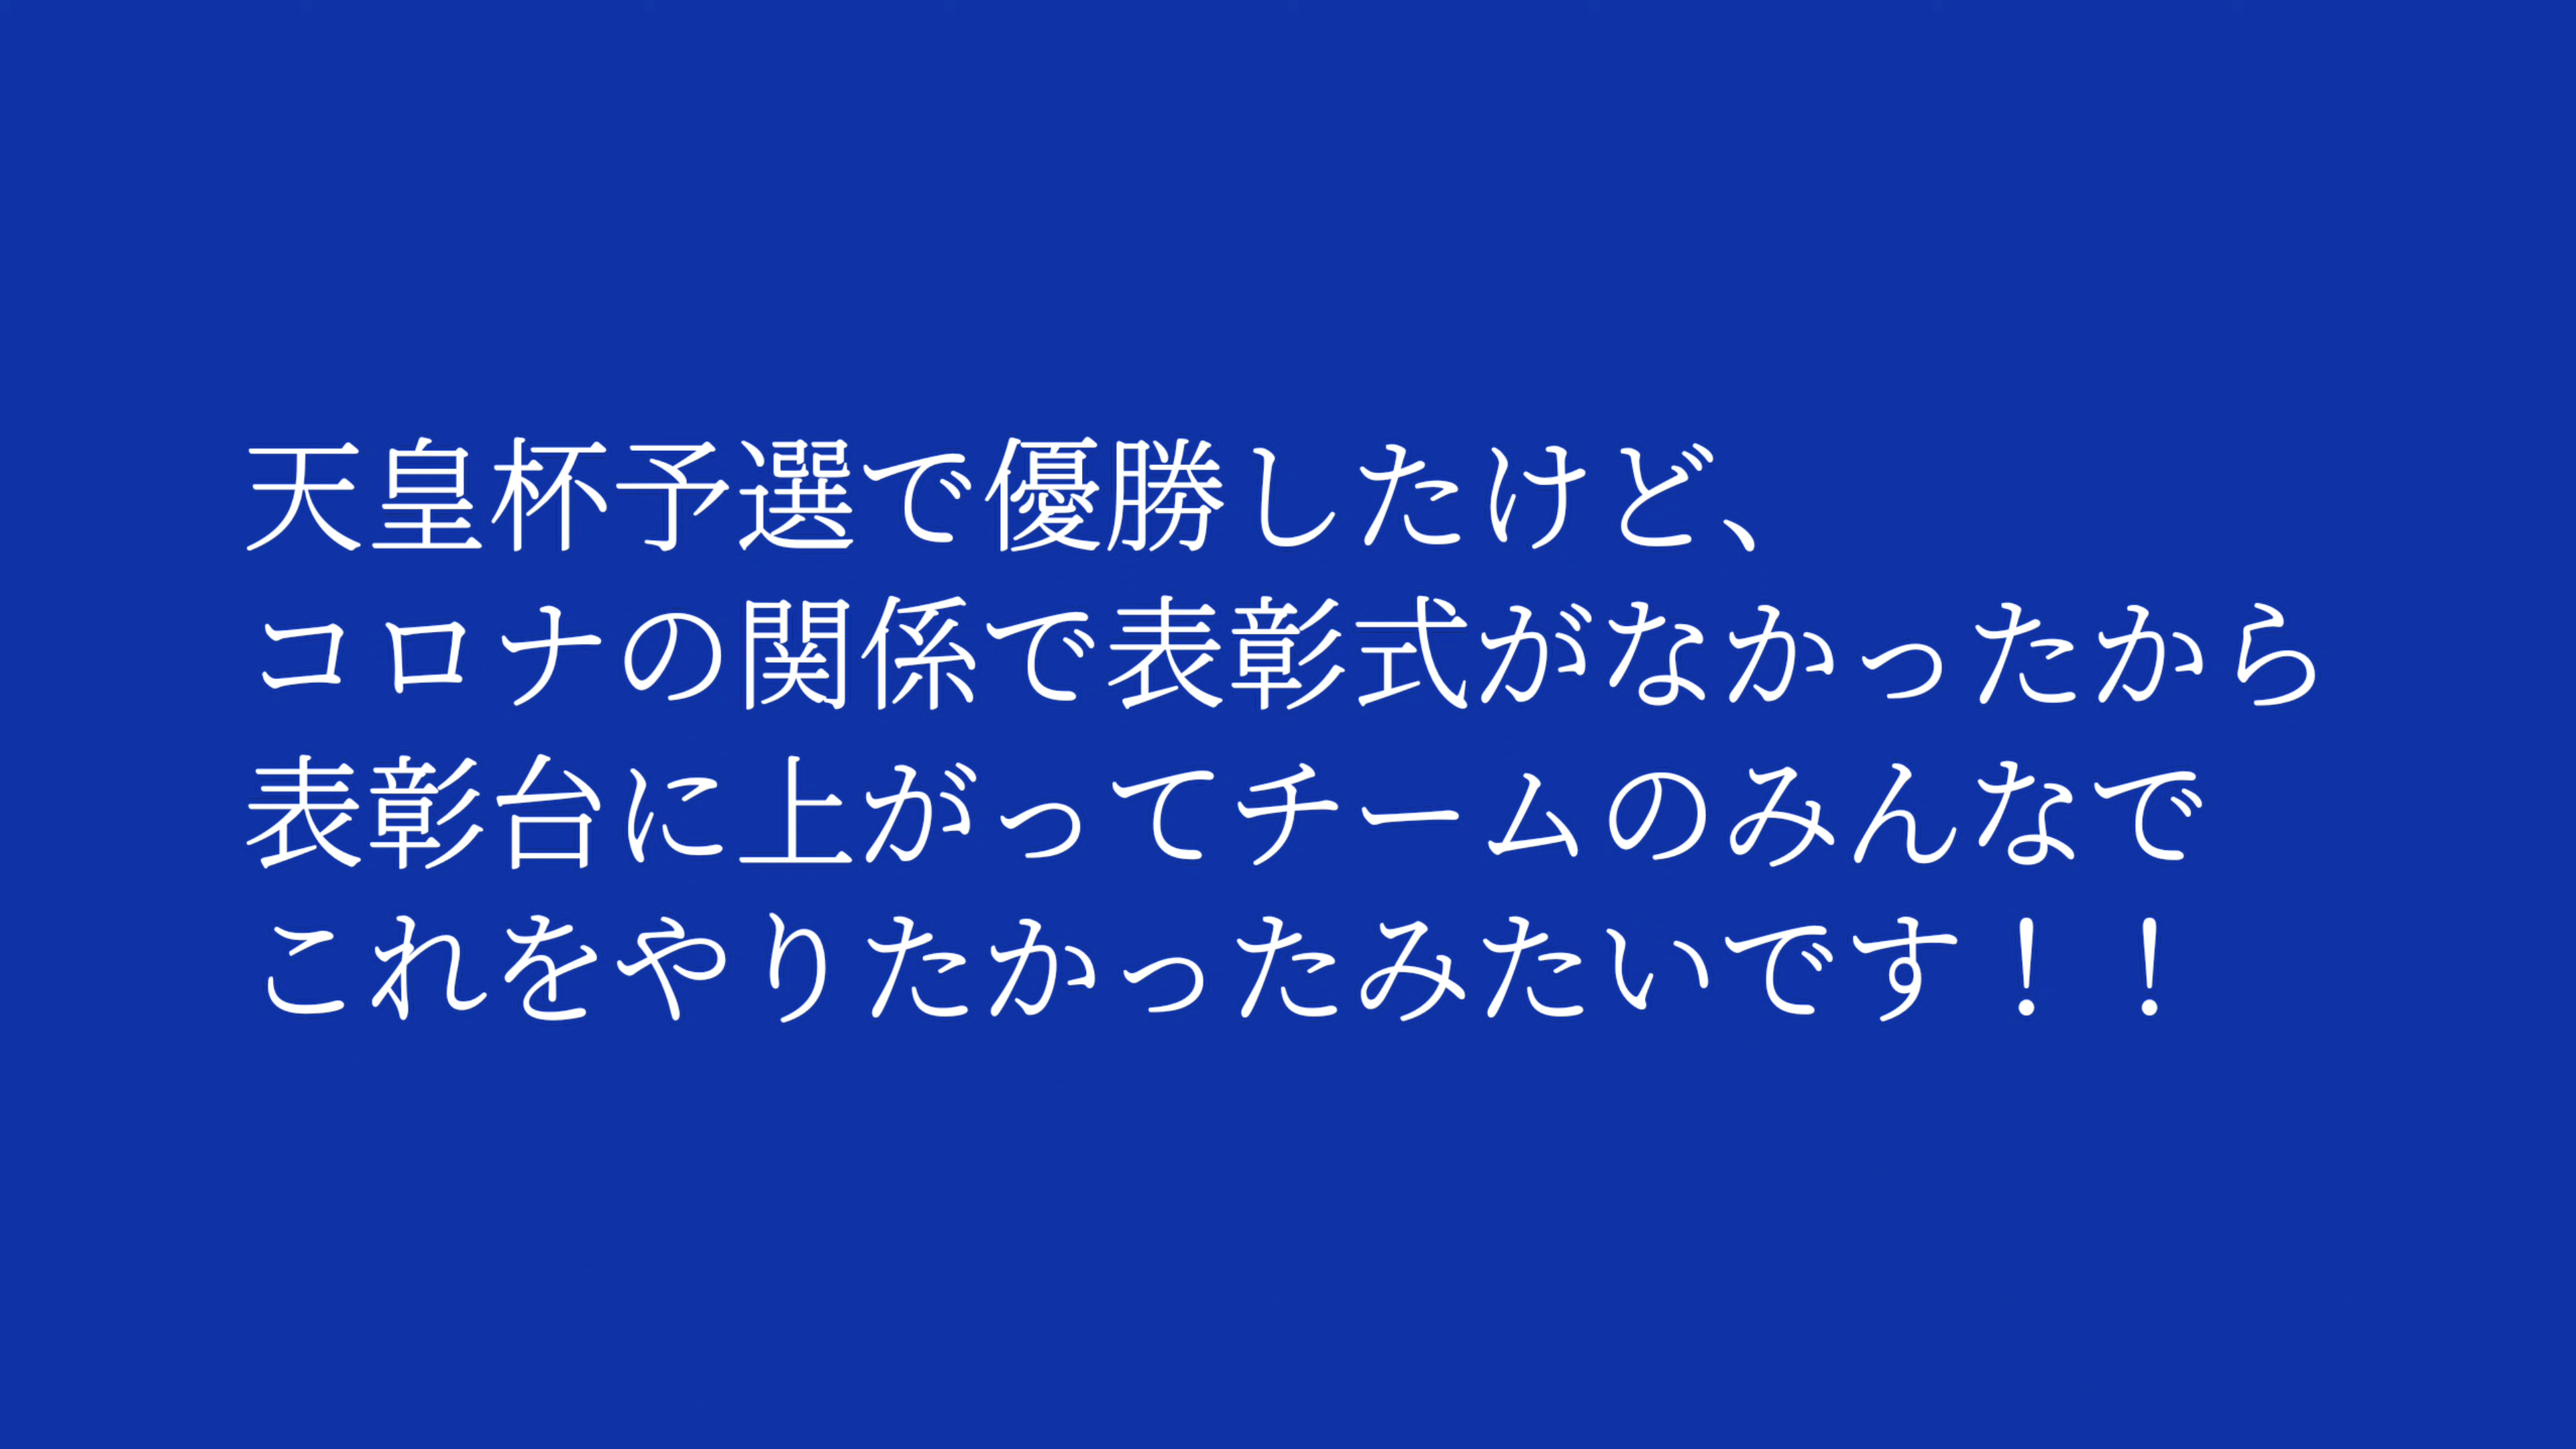 天皇杯予選で優勝したけど、
コロナの関係で表彰式がなかったから
表彰台に上がってチームのみんなで
これをやりたかったみたいです！！